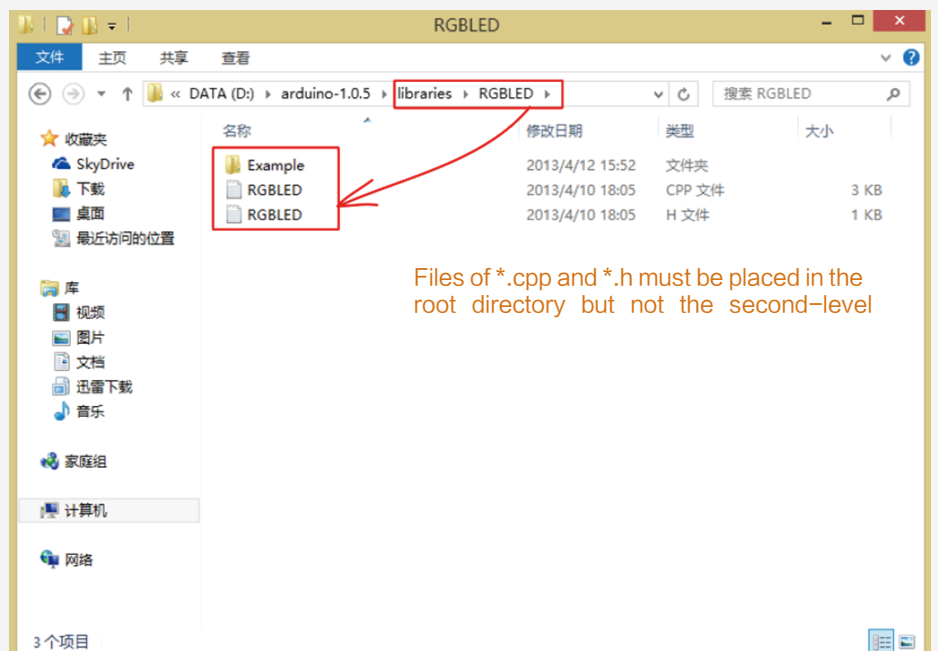 RGBLED
文件 主页 共享 查看
« DATA (D:) ▸ arduino-1.0.5 ▸ libraries ▸ RGBLED ▸ 搜索 RGBLED
名称 修改日期 类型 大小
收藏夹
SkyDrive
下载
桌面
最近访问的位置
库
视频
图片
文档
迅雷下载
音乐
家庭组
计算机
网络
Example 2013/4/12 15:52 文件夹
RGBLED 2013/4/10 18:05 CPP 文件 3 KB
RGBLED 2013/4/10 18:05 H 文件 1 KB
Files of *.cpp and *.h must be placed in the
root directory but not the second-level
3 个项目